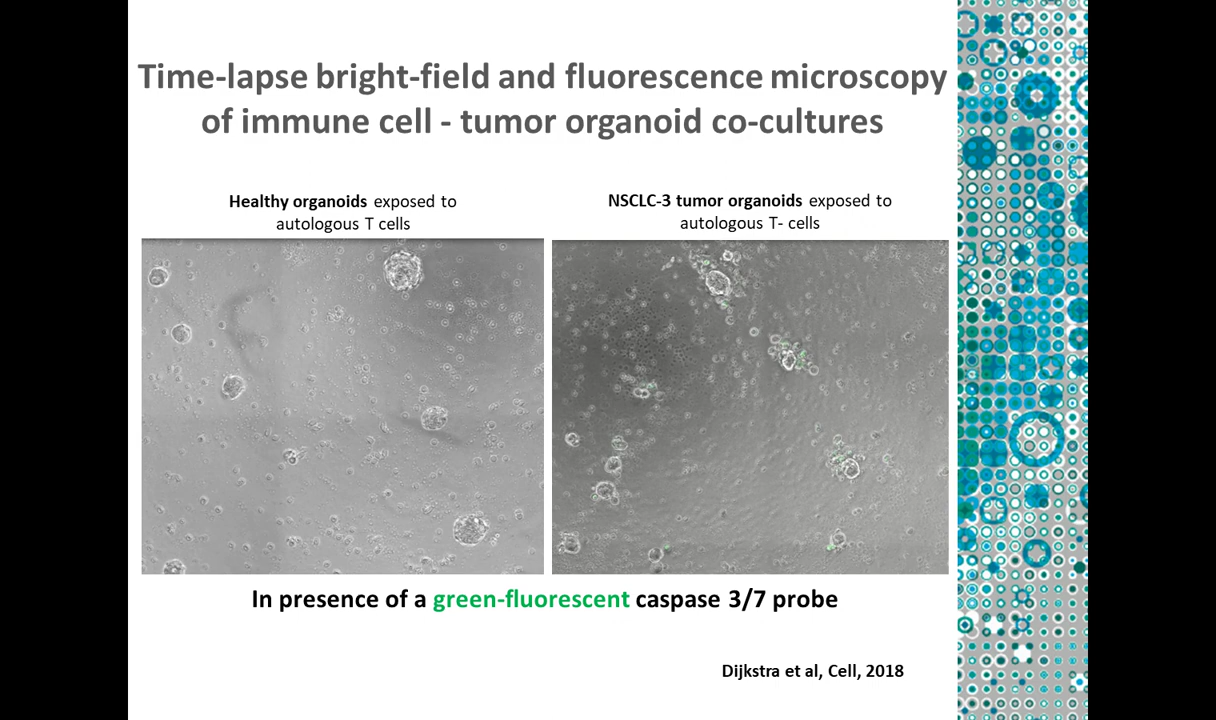 Time-lapse bright-field and fluorescence microscopy
of immune cell - tumor organoid co-cultures
Healthy organoids exposed to
autologous T cells
NSCLC-3 tumor organoids exposed to
autologous T- cells
In presence of a green-fluorescent caspase 3/7 probe
Dijkstra et al, Cell, 2018